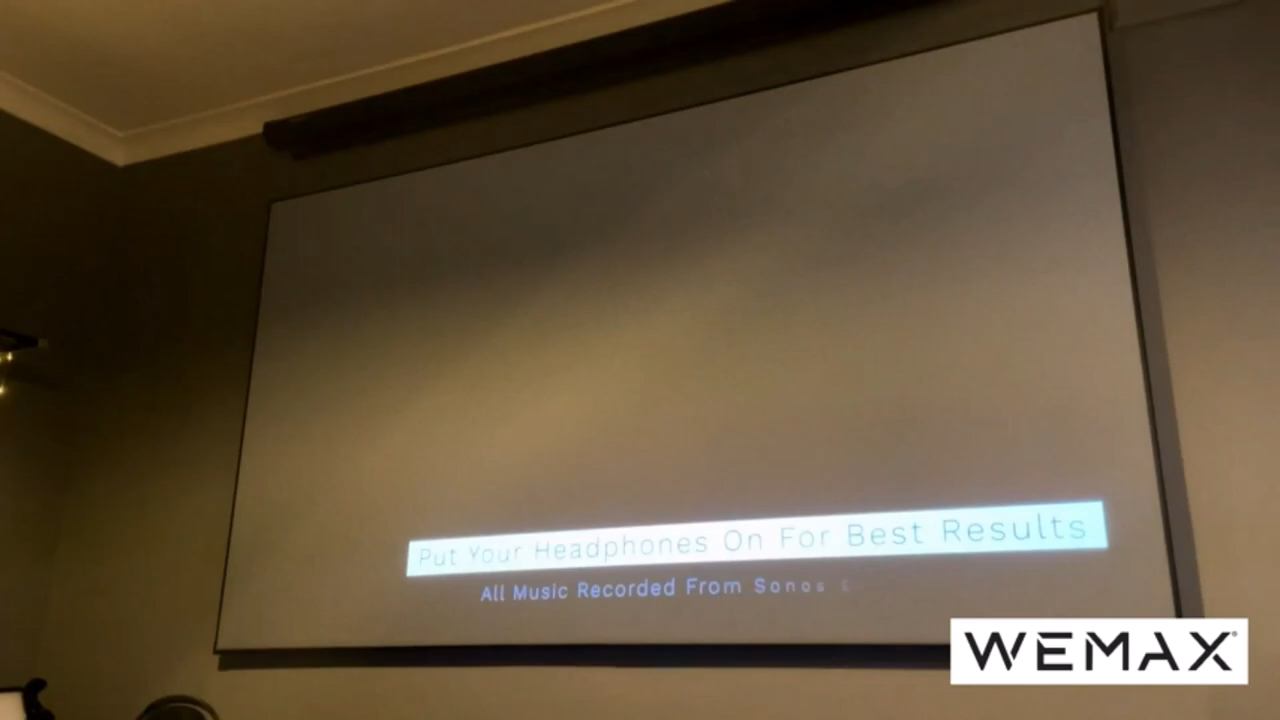 Put Your Headphones On For Best Results
All Music Recorded From Sonos
WEMAX